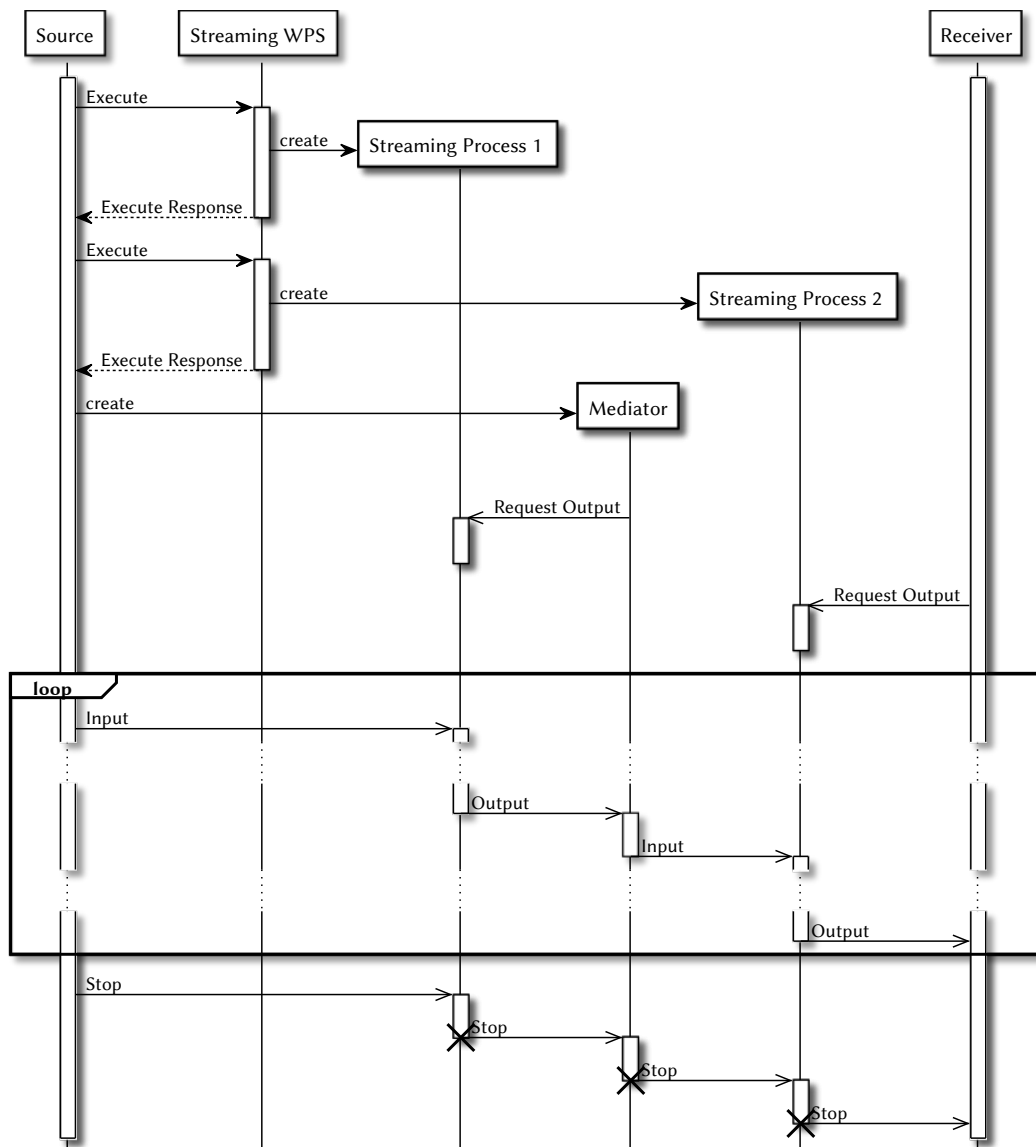 Source
Streaming WPS
Receiver
Execute
create
Streaming Process 1
Execute Response
Execute
create
Streaming Process 2
Execute Response
create
Mediator
Request Output
Request Output
loop
Input
Output
Input
Output
Stop
Stop
Stop
Stop